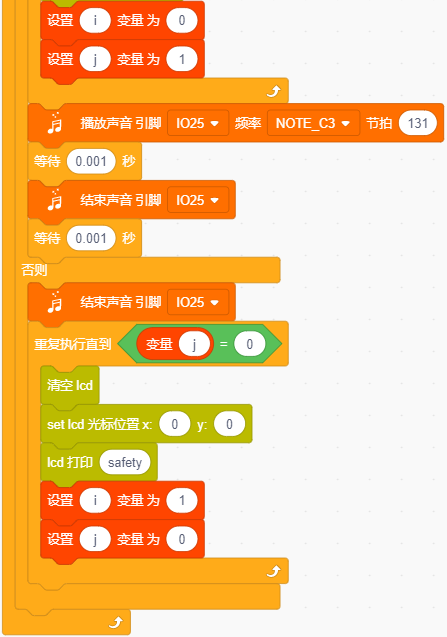 设置 i 变量为 0
设置 j 变量为 1
播放声音 引脚 IO25 频率 NOTE_C3 节拍 131
等待 0.001 秒
结束声音 引脚 IO25
等待 0.001 秒
否则
结束声音 引脚 IO25
重复执行直到 变量 j = 0
清空 lcd
set lcd 光标位置 x: 0 y: 0
lcd 打印 safety
设置 i 变量为 1
设置 j 变量为 0